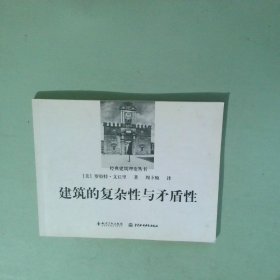 经典建筑理论书系
[美] 罗伯特·文丘里 著 周卜颐 译
建筑的复杂性与矛盾性